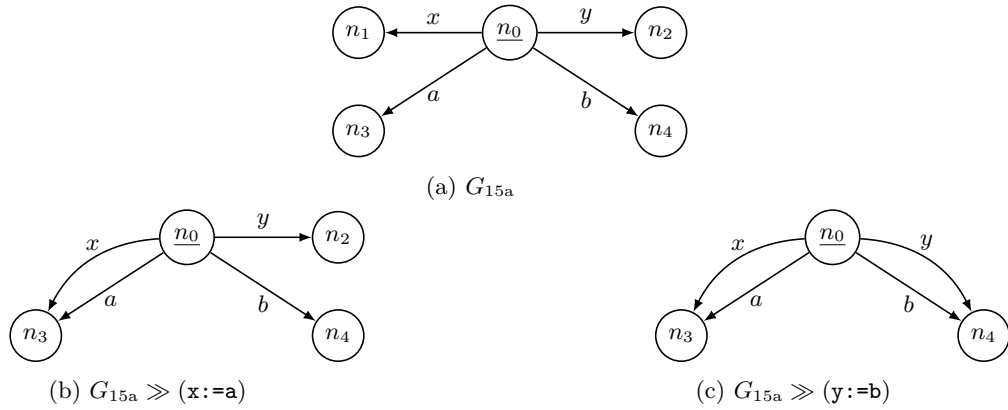 n₁ x n₀ y n₂
a b
n₃ n₄
(a) G₁₅ₐ
n₀ y n₂ n₀
x x y
a b a b
n₃ n₄ n₃ n₄
(b) G₁₅ₐ ≫ (x:=a) (c) G₁₅ₐ ≫ (y:=b)